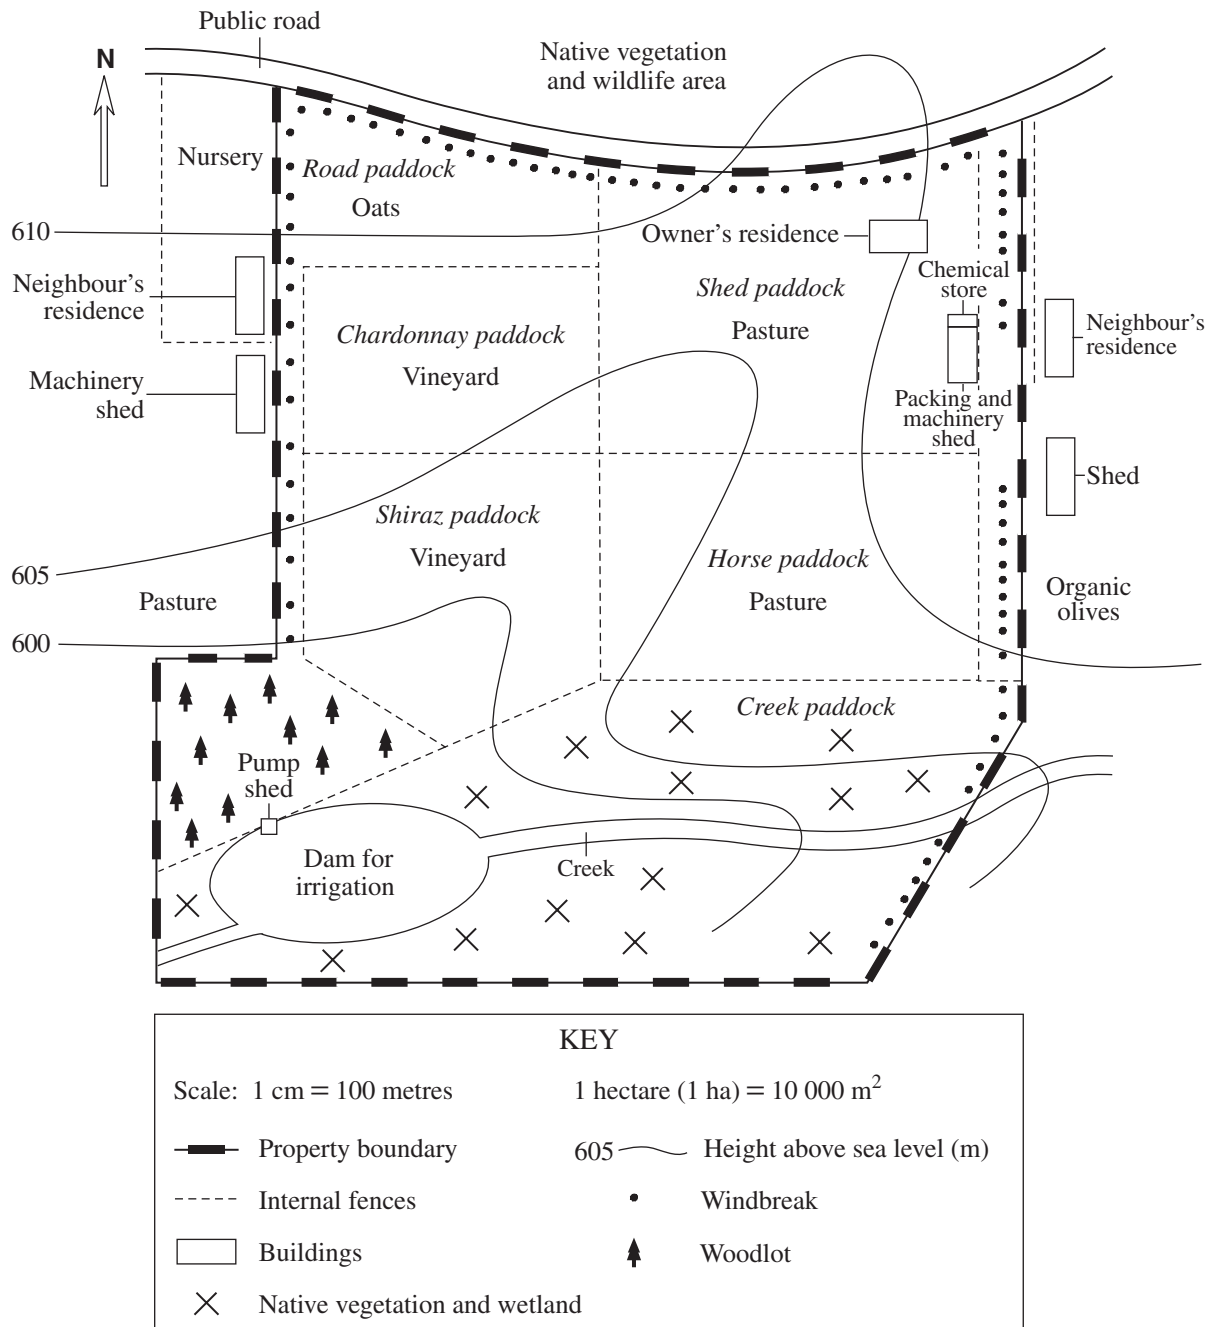 Public road
N
Native vegetation
and wildlife area
Nursery
Road paddock
Oats
610
Owner's residence
Neighbour's
residence
Chemical
store
Shed paddock
Pasture
Chardonnay paddock
Vineyard
Neighbour's
residence
Machinery
shed
Packing and
machinery
shed
Shed
Shiraz paddock
Vineyard
Horse paddock
Pasture
605
Pasture
Organic
olives
600
Creek paddock
Pump
shed
Dam for
irrigation
Creek
KEY
Scale: 1 cm = 100 metres
1 hectare (1 ha) = 10 000 m²
Property boundary
605
Height above sea level (m)
Internal fences
Windbreak
Buildings
Woodlot
Native vegetation and wetland